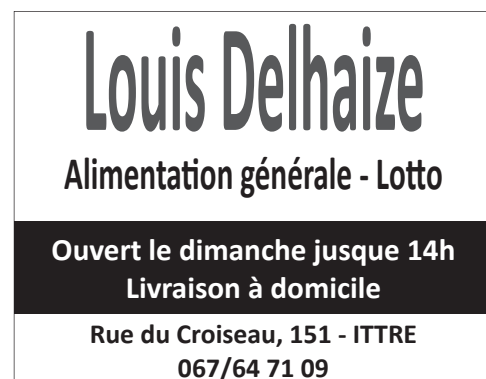 Louis Delhaize
Alimentation générale - Lotto
Ouvert le dimanche jusque 14h
Livraison à domicile
Rue du Croiseau, 151 - ITTRE
067/64 71 09